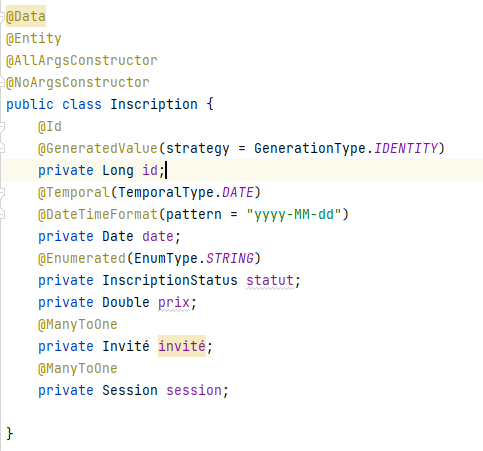 @Data
@Entity
@AllArgsConstructor
@NoArgsConstructor
public class Inscription {
    @Id
    @GeneratedValue(strategy = GenerationType.IDENTITY)
    private Long id;
    @Temporal(TemporalType.DATE)
    @DateTimeFormat(pattern = "yyyy-MM-dd")
    private Date date;
    @Enumerated(EnumType.STRING)
    private InscriptionStatus statut;
    private Double prix;
    @ManyToOne
    private Invité invité;
    @ManyToOne
    private Session session;
}